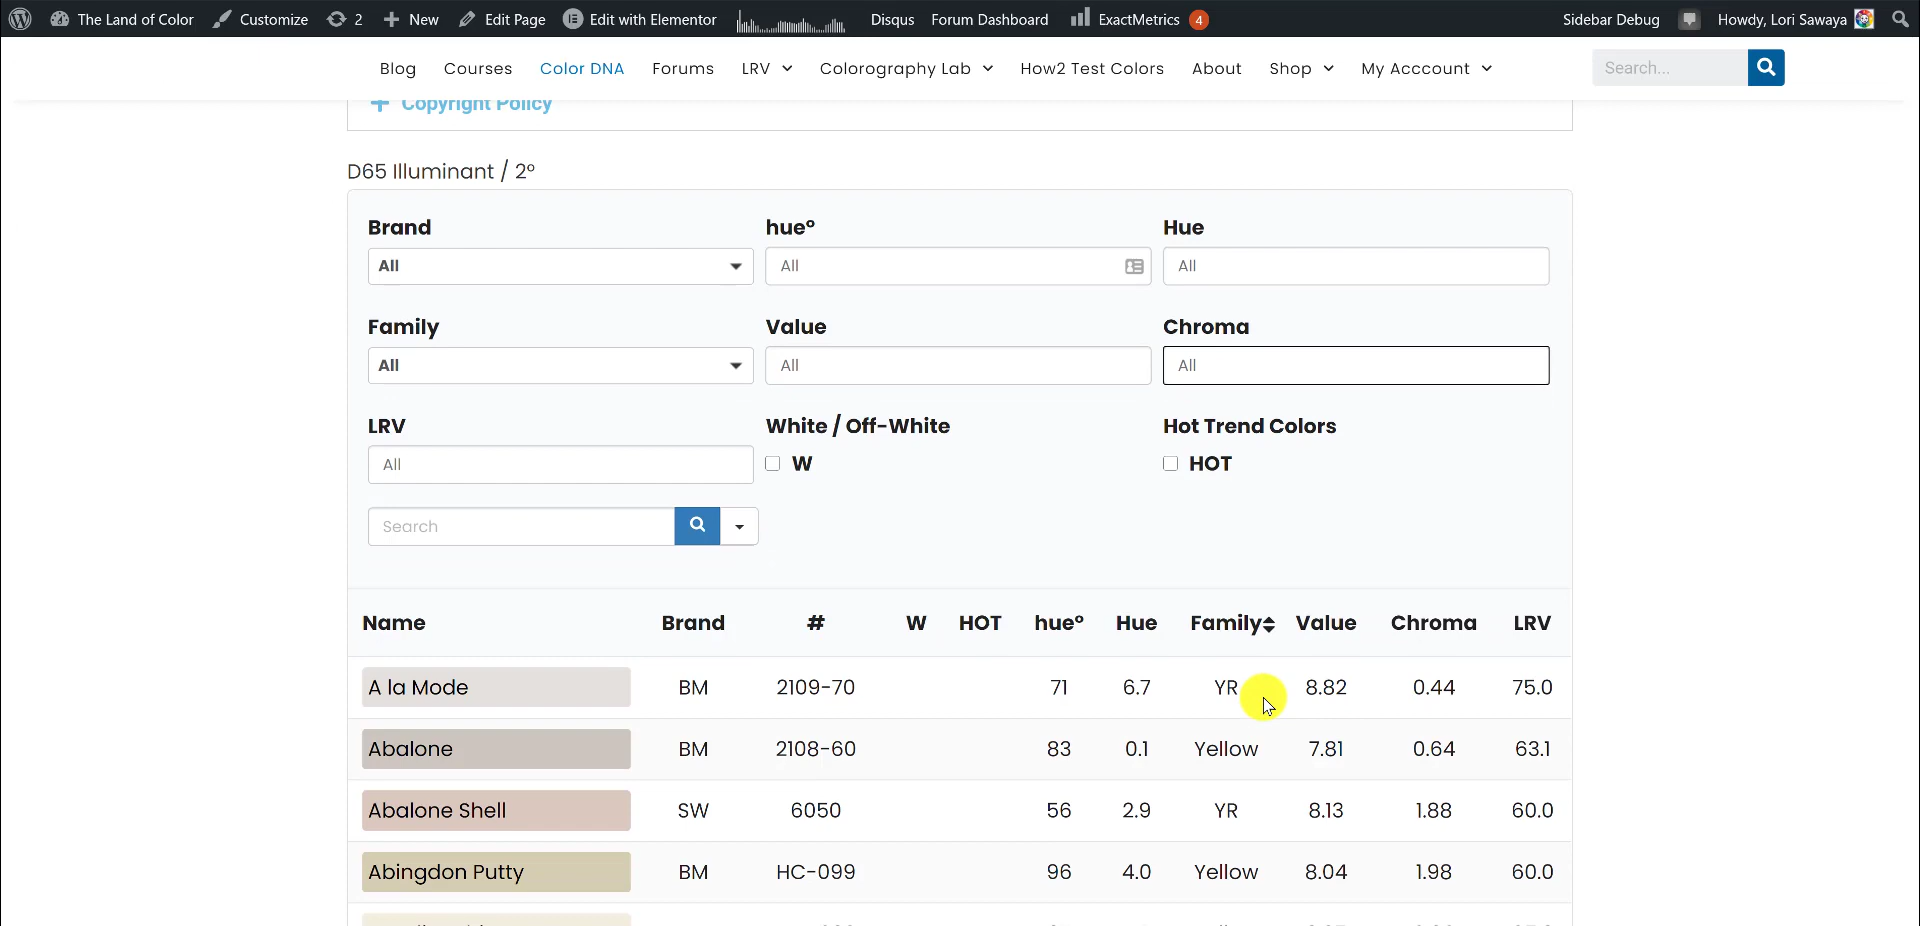 The Land of Color Customize 2 New Edit Page Edit with Elementor Disqus Forum Dashboard ExactMetrics 4 Sidebar Debug Howdy, Lori Sawaya
Blog Courses Color DNA Forums LRV Colorography Lab How2 Test Colors About Shop My Acccount Search...
Copyright Policy
D65 Illuminant / 2º
Brand hueº Hue
All All All
Family Value Chroma
All All All
LRV White / Off-White Hot Trend Colors
All W HOT
Search
Name Brand # W HOT hueº Hue Family Value Chroma LRV
A la Mode BM 2109-70 71 6.7 YR 8.82 0.44 75.0
Abalone BM 2108-60 83 0.1 Yellow 7.81 0.64 63.1
Abalone Shell SW 6050 56 2.9 YR 8.13 1.88 60.0
Abingdon Putty BM HC-099 96 4.0 Yellow 8.04 1.98 60.0